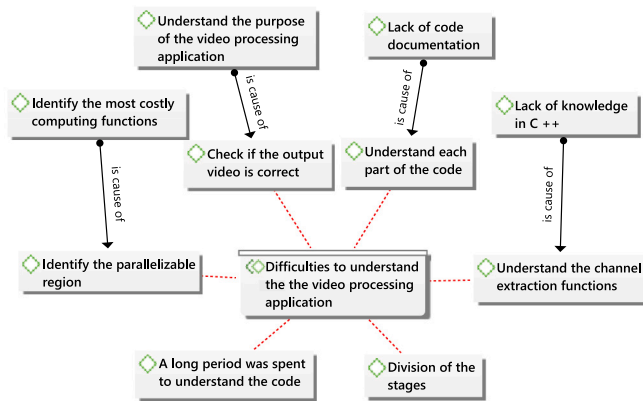 Understand the purpose
of the video processing
application
Lack of code
documentation
Identify the most costly
computing functions
Lack of knowledge
in C ++
is cause of
is cause of
Check if the output
video is correct
Understand each
part of the code
is cause of
is cause of
Identify the parallelizable
region
Difficulties to understand
the the video processing
application
Understand the channel
extraction functions
A long period was spent
to understand the code
Division of the
stages